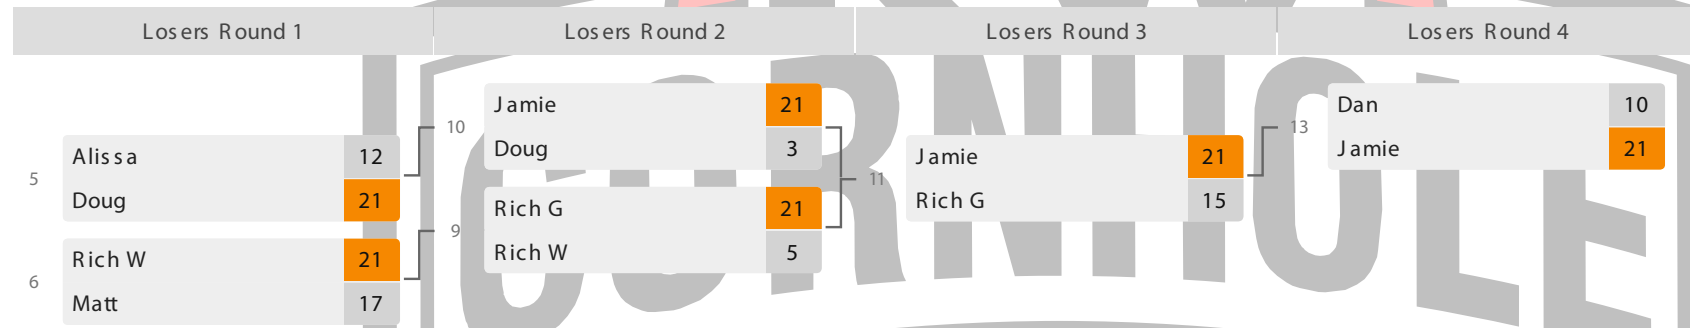 Losers Round 1
Losers Round 2
Losers Round 3
Losers Round 4
5
Alissa 12
Doug 21
6
Rich W 21
Matt 17
10
Jamie 21
Doug 3
9
Rich G 21
Rich W 5
11
Jamie 21
Rich G 15
13
Dan 10
Jamie 21
CORNHOLE